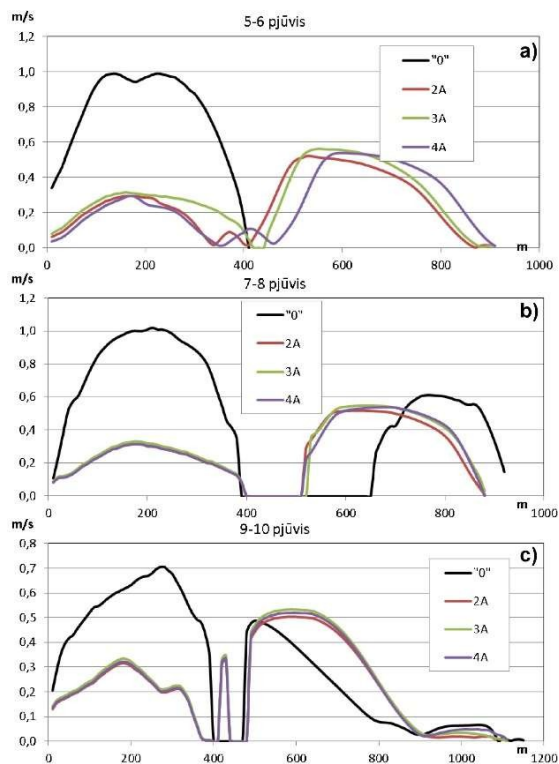 m/s
5-6 pjūvis
1,2
a)
"0"
2A
3A
4A
1,0
0,8
0,6
0,4
0,2
0,0
0
200
400
600
800
1000
m
m/s
7-8 pjūvis
1,2
b)
"0"
2A
3A
4A
1,0
0,8
0,6
0,4
0,2
0,0
0
200
400
600
800
1000
m
m/s
9-10 pjūvis
0,8
c)
"0"
2A
3A
4A
0,7
0,6
0,5
0,4
0,3
0,2
0,1
0,0
0
200
400
600
800
1000
1200
m